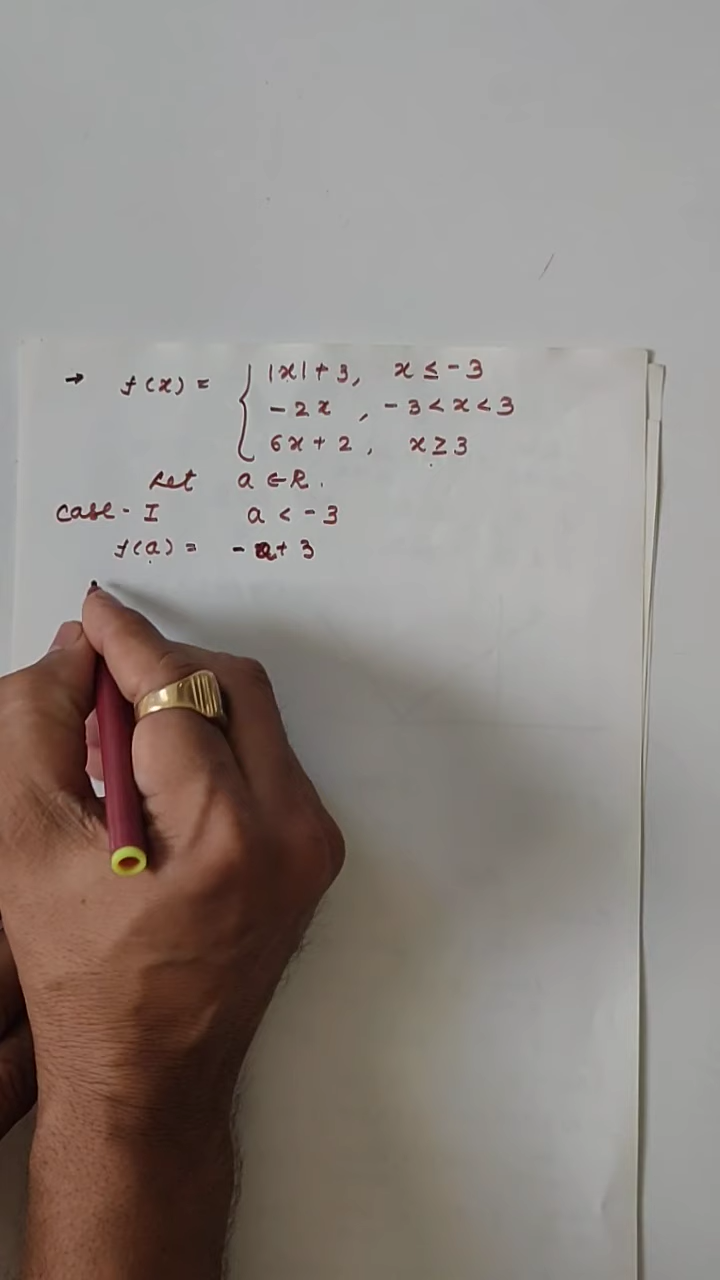 → f(x) = { |x| + 3, x ≤ -3
-2x , -3 < x < 3
6x + 2 , x ≥ 3
Let a ∈ R.
Case - I a < -3
f(a) = -a + 3